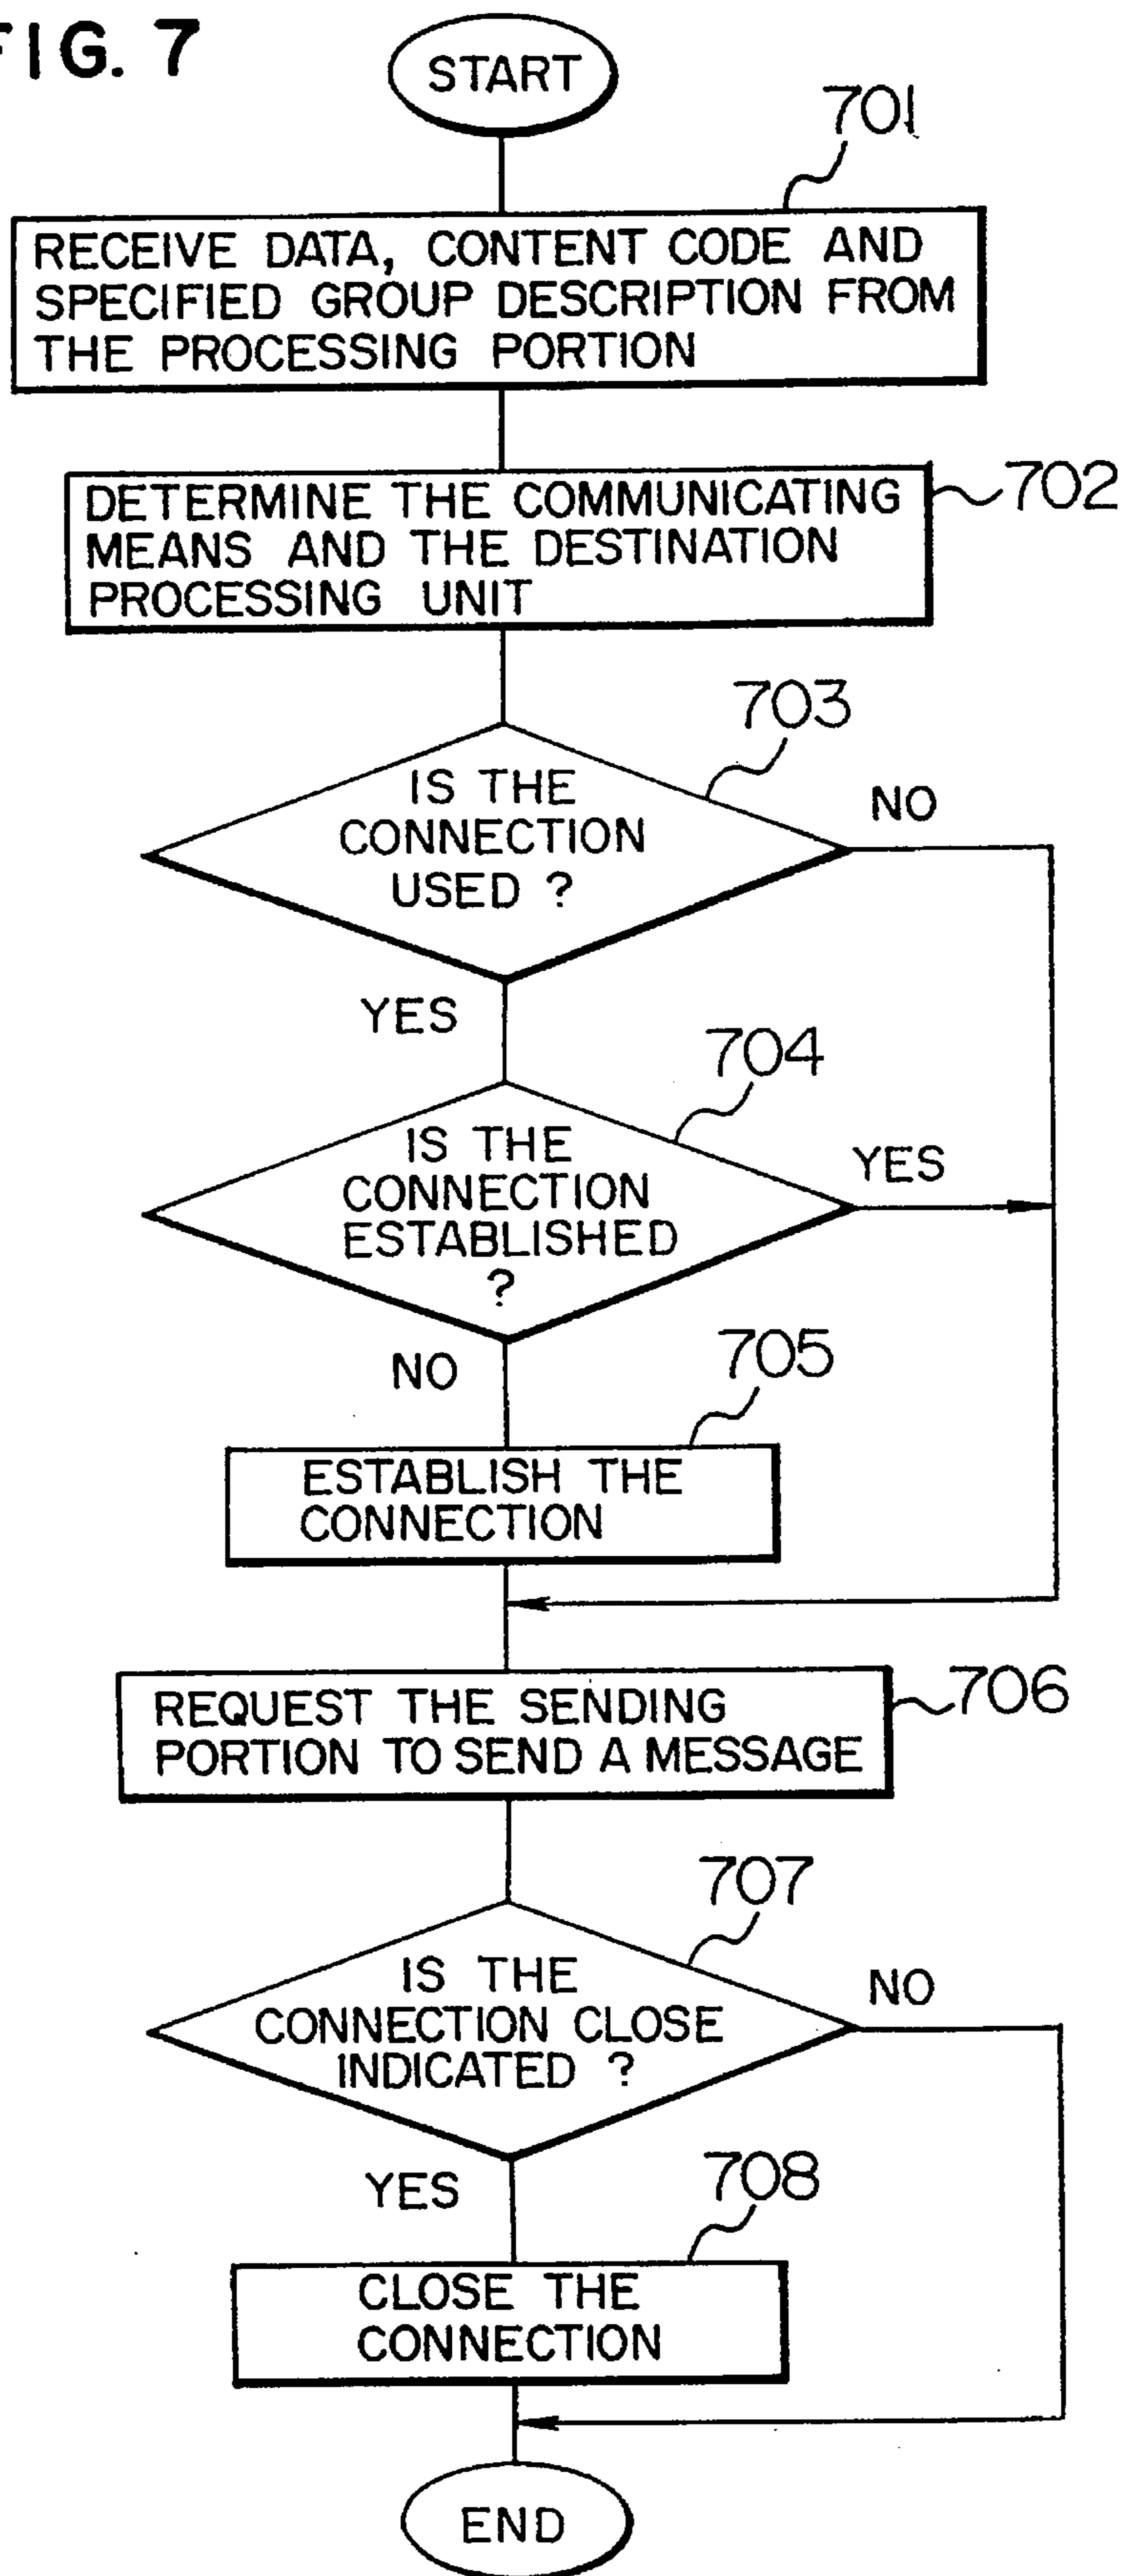 FIG. 7
START
701
RECEIVE DATA, CONTENT CODE AND
SPECIFIED GROUP DESCRIPTION FROM
THE PROCESSING PORTION
702
DETERMINE THE COMMUNICATING
MEANS AND THE DESTINATION
PROCESSING UNIT
703
IS THE
CONNECTION
USED ?
NO
YES
704
IS THE
CONNECTION
ESTABLISHED
?
YES
NO
705
ESTABLISH THE
CONNECTION
706
REQUEST THE SENDING
PORTION TO SEND A MESSAGE
707
IS THE
CONNECTION CLOSE
INDICATED ?
NO
YES
708
CLOSE THE
CONNECTION
END